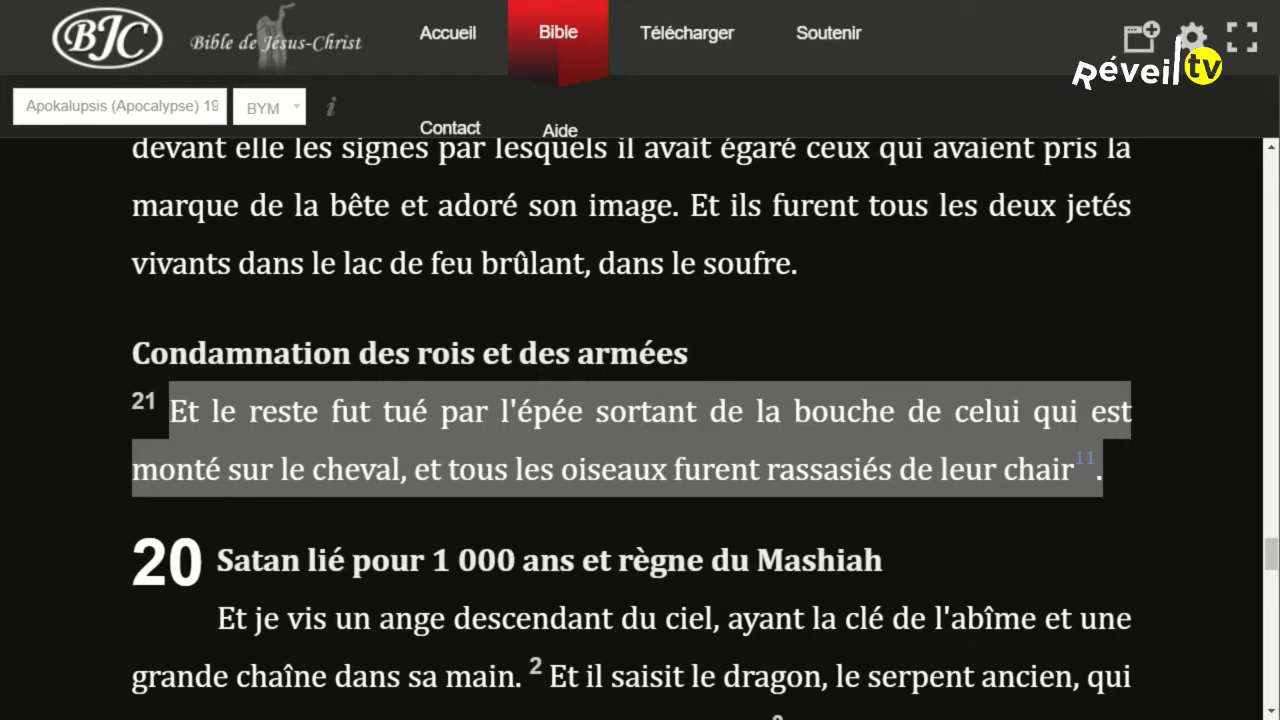 BJC Bible de Jésus-Christ Accueil Bible Télécharger Soutenir
Réveil tv
Apokalupsis (Apocalypse) 19 BYM i Contact Aide
devant elle les signes par lesquels il avait égaré ceux qui avaient pris la
marque de la bête et adoré son image. Et ils furent tous les deux jetés
vivants dans le lac de feu brûlant, dans le soufre.
Condamnation des rois et des armées
21 Et le reste fut tué par l'épée sortant de la bouche de celui qui est
monté sur le cheval, et tous les oiseaux furent rassasiés de leur chair11.
20 Satan lié pour 1 000 ans et règne du Mashiah
Et je vis un ange descendant du ciel, ayant la clé de l'abîme et une
grande chaîne dans sa main. 2 Et il saisit le dragon, le serpent ancien, qui